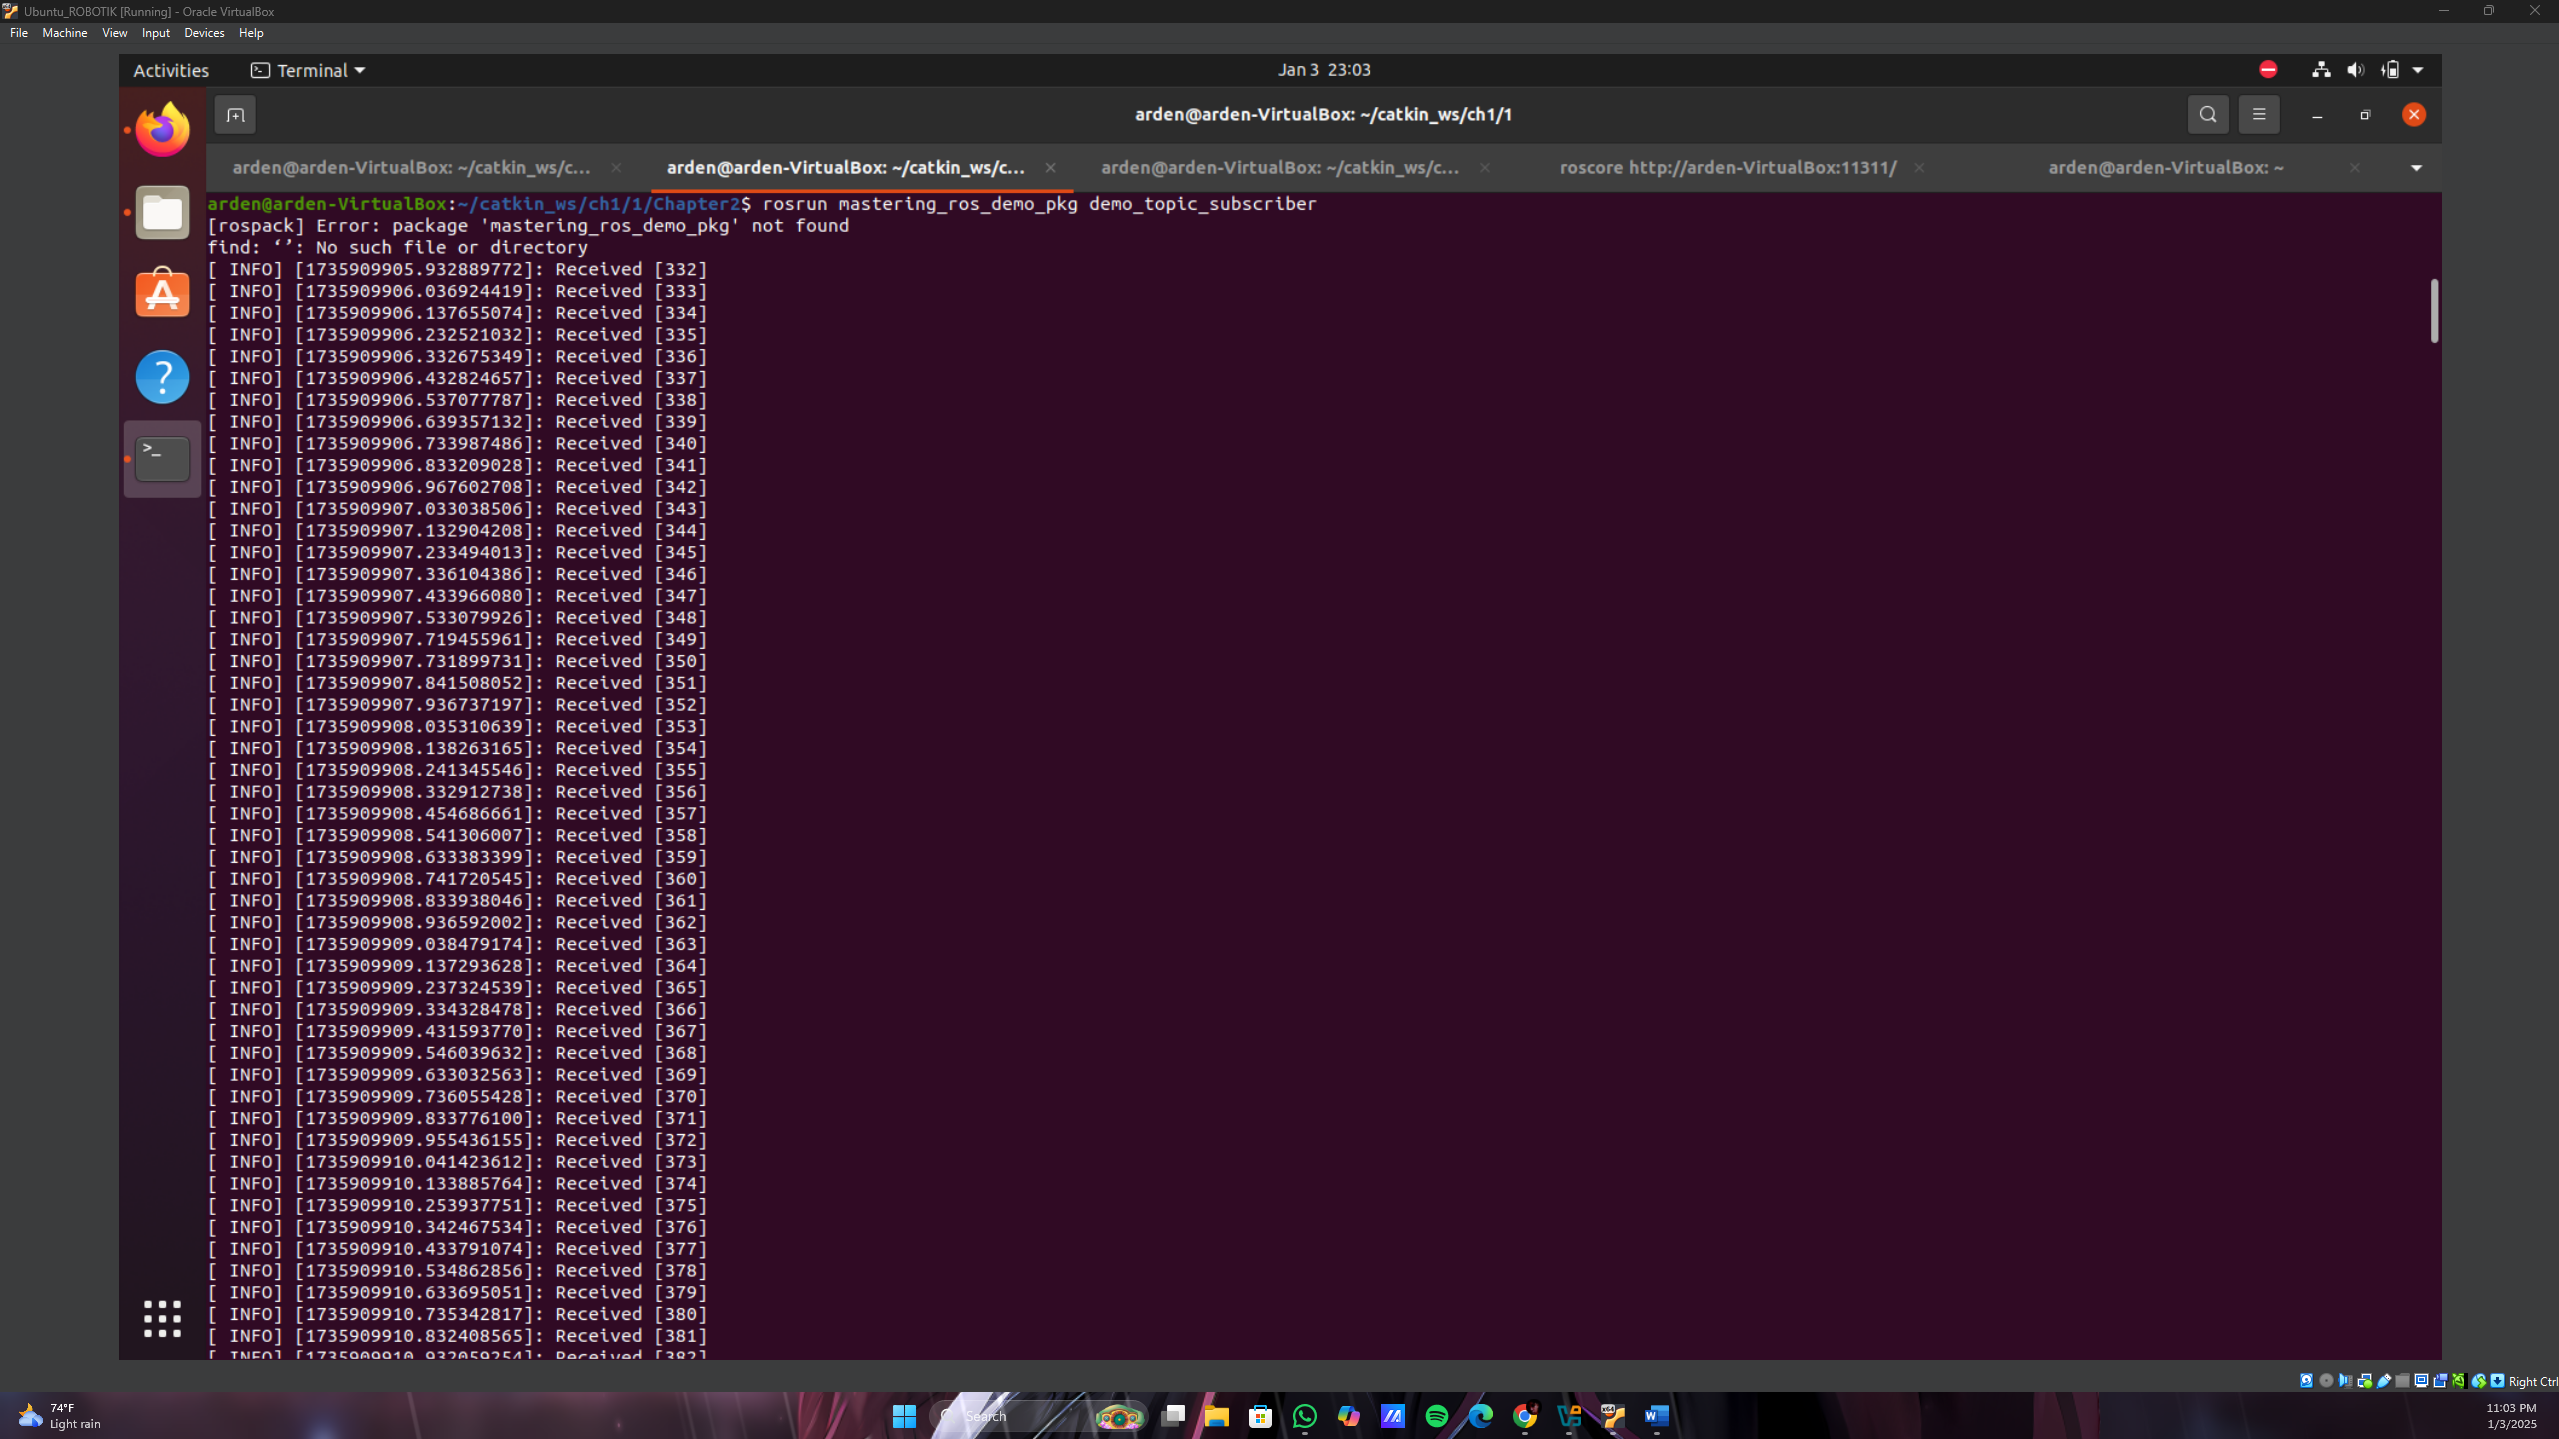 Ubuntu_ROBOTIK [Running] - Oracle VirtualBox
File Machine View Input Devices Help
Activities Terminal Jan 3 23:03
arden@arden-VirtualBox: ~/catkin_ws/ch1/1
arden@arden-VirtualBox: ~/catkin_ws/c... arden@arden-VirtualBox: ~/catkin_ws/c... arden@arden-VirtualBox: ~/catkin_ws/c... roscore http://arden-VirtualBox:11311/ arden@arden-VirtualBox: ~
arden@arden-VirtualBox:~/catkin_ws/ch1/1/Chapter2$ rosrun mastering_ros_demo_pkg demo_topic_subscriber
[rospack] Error: package 'mastering_ros_demo_pkg' not found
find: ‘’: No such file or directory
[ INFO] [1735909905.932889772]: Received [332]
[ INFO] [1735909906.036924419]: Received [333]
[ INFO] [1735909906.137655074]: Received [334]
[ INFO] [1735909906.232521032]: Received [335]
[ INFO] [1735909906.332675349]: Received [336]
[ INFO] [1735909906.432824657]: Received [337]
[ INFO] [1735909906.537077787]: Received [338]
[ INFO] [1735909906.639357132]: Received [339]
[ INFO] [1735909906.733987486]: Received [340]
[ INFO] [1735909906.833209028]: Received [341]
[ INFO] [1735909906.967602708]: Received [342]
[ INFO] [1735909907.033038506]: Received [343]
[ INFO] [1735909907.132904208]: Received [344]
[ INFO] [1735909907.233494013]: Received [345]
[ INFO] [1735909907.336104386]: Received [346]
[ INFO] [1735909907.433966080]: Received [347]
[ INFO] [1735909907.533079926]: Received [348]
[ INFO] [1735909907.719455961]: Received [349]
[ INFO] [1735909907.731899731]: Received [350]
[ INFO] [1735909907.841508052]: Received [351]
[ INFO] [1735909907.936737197]: Received [352]
[ INFO] [1735909908.035310639]: Received [353]
[ INFO] [1735909908.138263165]: Received [354]
[ INFO] [1735909908.241345546]: Received [355]
[ INFO] [1735909908.332912738]: Received [356]
[ INFO] [1735909908.454686661]: Received [357]
[ INFO] [1735909908.541306007]: Received [358]
[ INFO] [1735909908.633383399]: Received [359]
[ INFO] [1735909908.741720545]: Received [360]
[ INFO] [1735909908.833938046]: Received [361]
[ INFO] [1735909908.936592002]: Received [362]
[ INFO] [1735909909.038479174]: Received [363]
[ INFO] [1735909909.137293628]: Received [364]
[ INFO] [1735909909.237324539]: Received [365]
[ INFO] [1735909909.334328478]: Received [366]
[ INFO] [1735909909.431593770]: Received [367]
[ INFO] [1735909909.546039632]: Received [368]
[ INFO] [1735909909.633032563]: Received [369]
[ INFO] [1735909909.736055428]: Received [370]
[ INFO] [1735909909.833776100]: Received [371]
[ INFO] [1735909909.955436155]: Received [372]
[ INFO] [1735909910.041423612]: Received [373]
[ INFO] [1735909910.133885764]: Received [374]
[ INFO] [1735909910.253937751]: Received [375]
[ INFO] [1735909910.342467534]: Received [376]
[ INFO] [1735909910.433791074]: Received [377]
[ INFO] [1735909910.534862856]: Received [378]
[ INFO] [1735909910.633695051]: Received [379]
[ INFO] [1735909910.735342817]: Received [380]
[ INFO] [1735909910.832408565]: Received [381]
[ INFO] [1735909910.932059254]: Received [382]
Right Ctrl
74°F
Light rain
Search
11:03 PM
1/3/2025